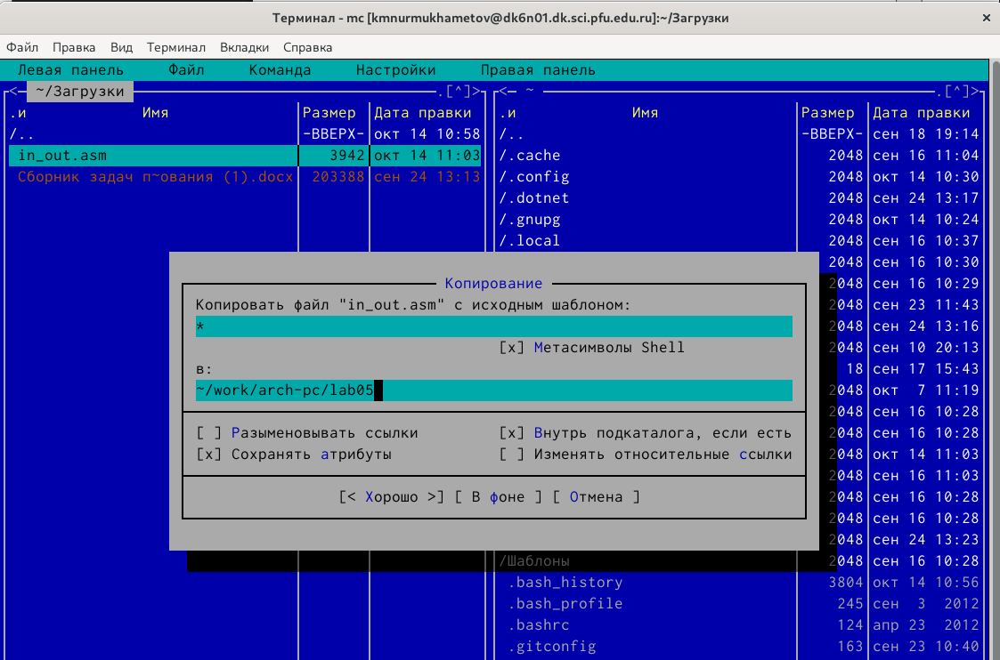 Терминал - mc [kmnurmukhametov@dk6n01.dk.sci.pfu.edu.ru]:~/Загрузки ×
Файл Правка Вид Терминал Вкладки Справка
Левая панель Файл Команда Настройки Правая панель
<─ ~/Загрузки .[^]> <─ ~ .[^]>
.и Имя Размер Дата правки .и Имя Размер Дата правки
/.. -ВВЕРХ- окт 14 10:58 /.. -ВВЕРХ- сен 18 19:14
in_out.asm 3942 окт 14 11:03 /.cache 2048 сен 16 11:04
Сборник задач п~ования (1).docx 203388 сен 24 13:13 /.config 2048 окт 14 10:30
/.dotnet 2048 сен 24 13:17
/.gnupg 2048 окт 14 10:24
/.local 2048 сен 16 10:37
2048 сен 16 10:30
Копирование 2048 сен 16 10:29
Копировать файл "in_out.asm" с исходным шаблоном: 2048 сен 23 11:43
* 2048 сен 24 13:16
[x] Метасимволы Shell 2048 сен 10 20:13
в: 18 сен 17 15:43
~/work/arch-pc/lab05 2048 окт 7 11:19
2048 сен 16 10:28
[ ] Разыменовывать ссылки [x] Внутрь подкаталога, если есть 2048 сен 16 10:28
[x] Сохранять атрибуты [ ] Изменять относительные ссылки 2048 окт 14 11:03
2048 сен 16 11:03
[< Хорошо >] [ В фоне ] [ Отмена ] 2048 сен 16 10:28
2048 сен 16 10:28
2048 сен 24 13:23
/Шаблоны 2048 сен 16 10:28
.bash_history 3804 окт 14 10:56
.bash_profile 245 сен 3 2012
.bashrc 124 апр 23 2012
.gitconfig 163 сен 23 10:40